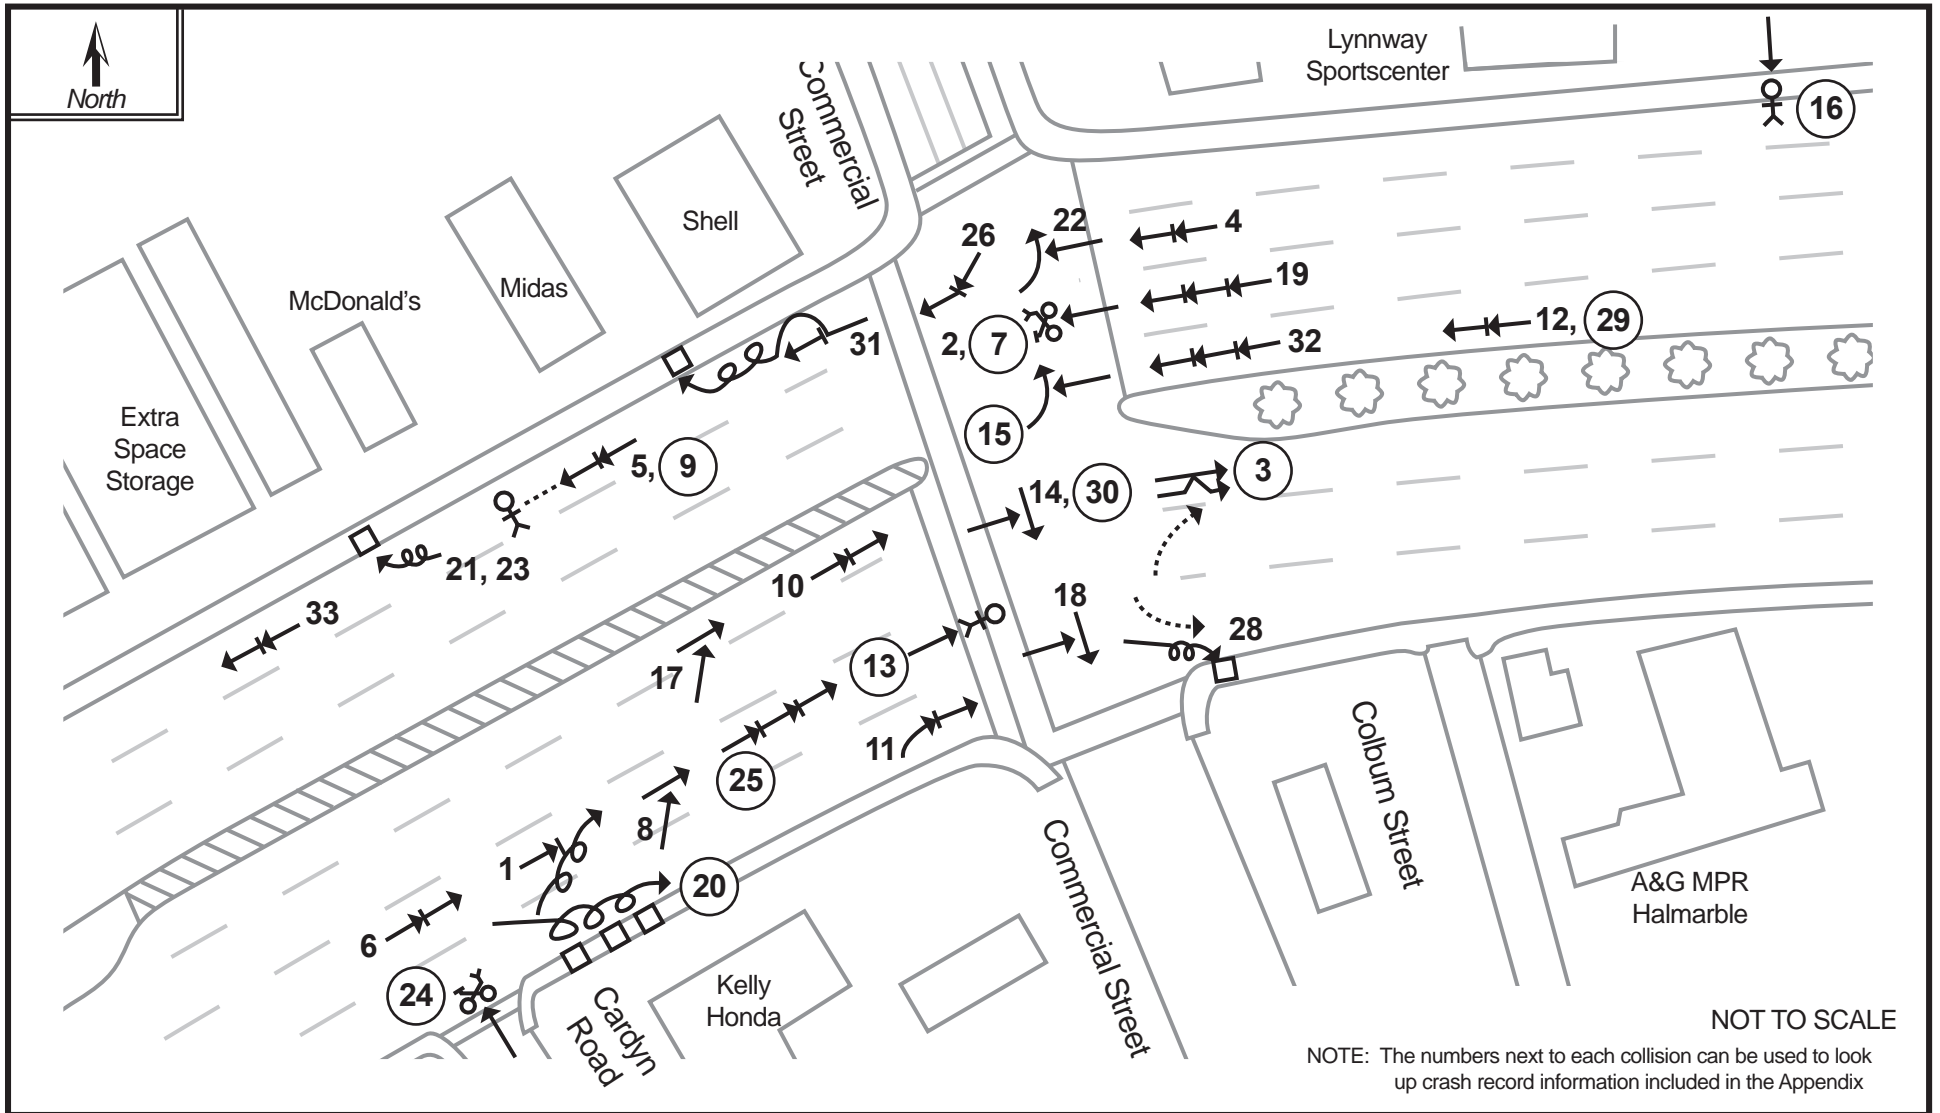 North
Lynnway
Sportscenter
16
Commercial
Street
Shell
Midas
McDonald's
Extra
Space
Storage
26
22
4
19
2, 7
32
12, 29
31
15
5, 9
14, 30
3
21, 23
10
33
18
28
17
13
11
25
8
1
20
6
24
Kelly
Honda
Cardyn
Road
Commercial Street
Colburn Street
A&G MPR
Halmarble
NOT TO SCALE
NOTE: The numbers next to each collision can be used to look
up crash record information included in the Appendix